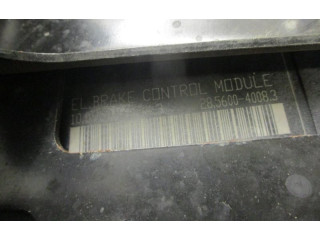 EL.BRAKE CONTROL MODULE
28.5600-4008.3